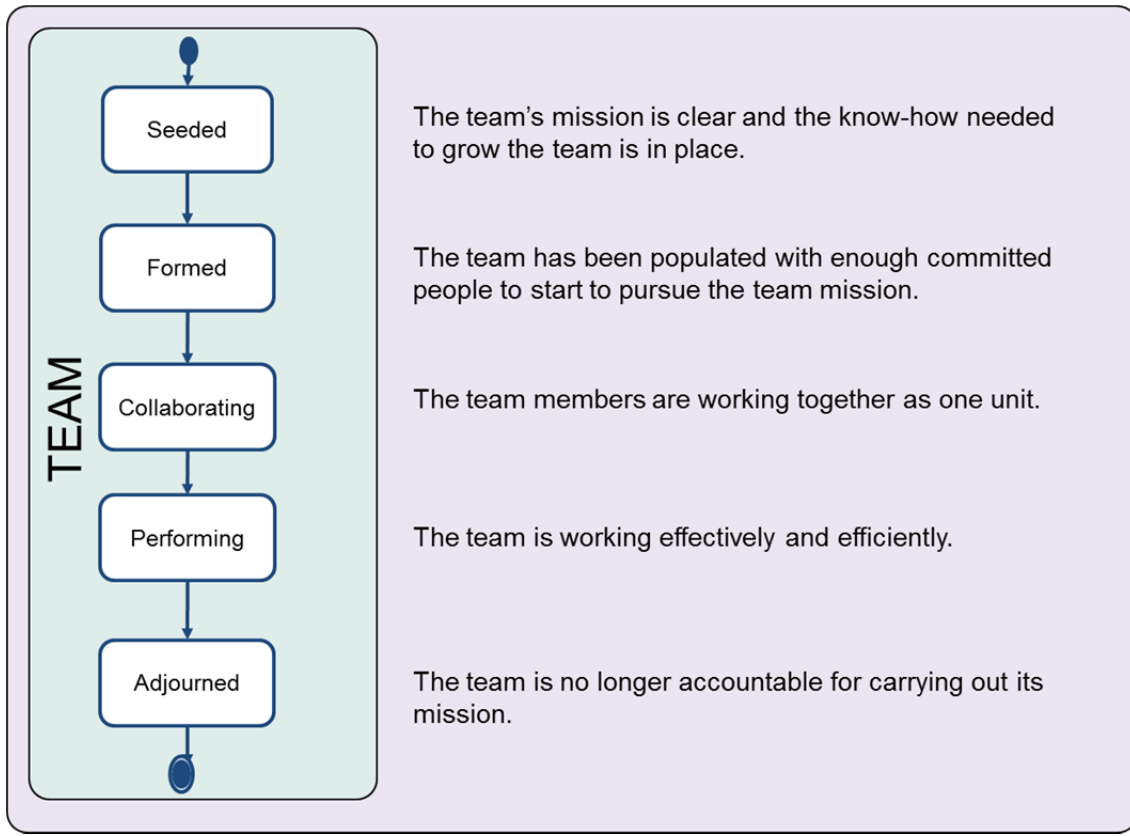 TEAM
Seeded
The team’s mission is clear and the know-how needed
to grow the team is in place.
Formed
The team has been populated with enough committed
people to start to pursue the team mission.
Collaborating
The team members are working together as one unit.
Performing
The team is working effectively and efficiently.
Adjourned
The team is no longer accountable for carrying out its
mission.